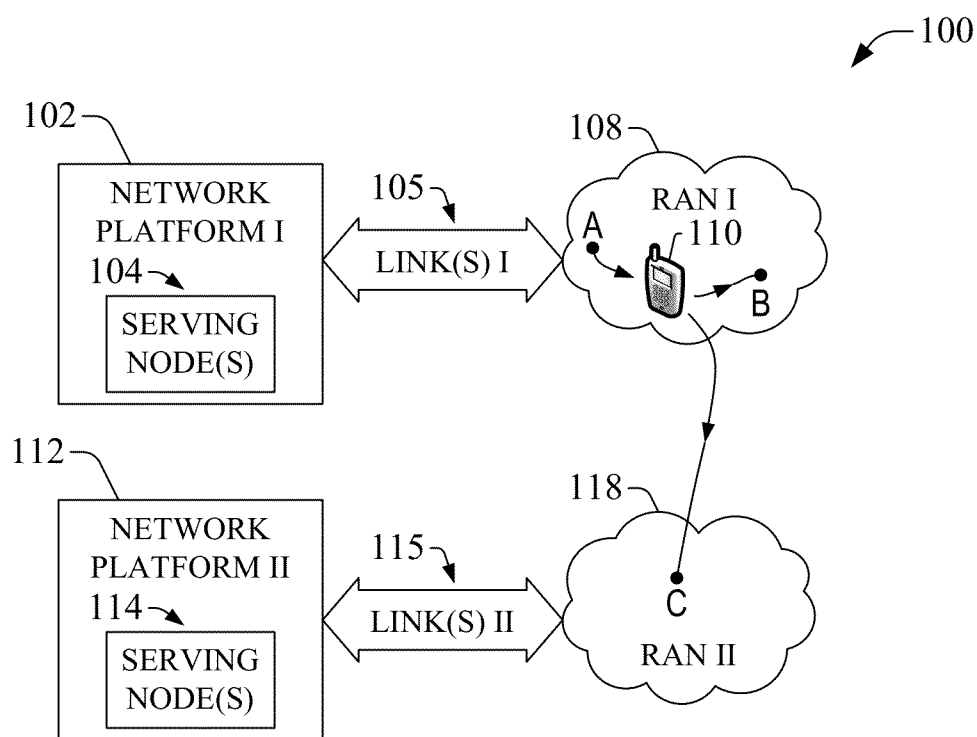 100
102
NETWORK
PLATFORM I
104
SERVING
NODE(S)
105
LINK(S) I
108
RAN I
A
110
B
112
NETWORK
PLATFORM II
114
SERVING
NODE(S)
115
LINK(S) II
118
C
RAN II